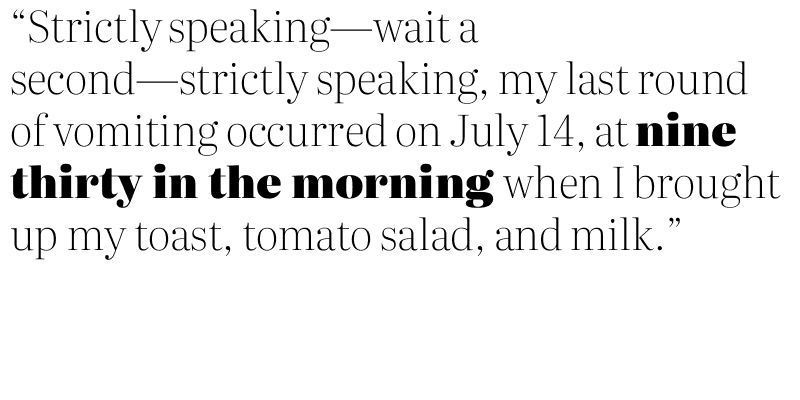 “Strictly speaking—wait a
second—strictly speaking, my last round
of vomiting occurred on July 14, at nine
thirty in the morning when I brought
up my toast, tomato salad, and milk.”